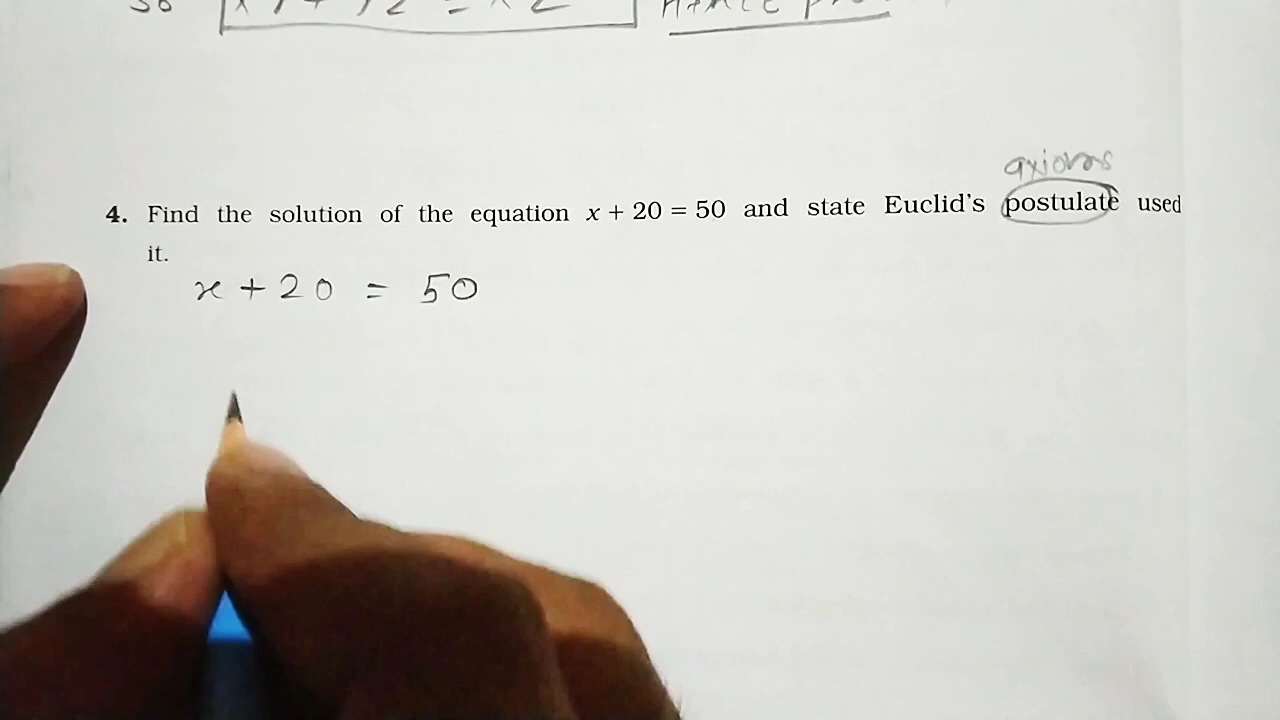 axioms
4. Find the solution of the equation x + 20 = 50 and state Euclid's postulate used
it.
x + 20 = 50